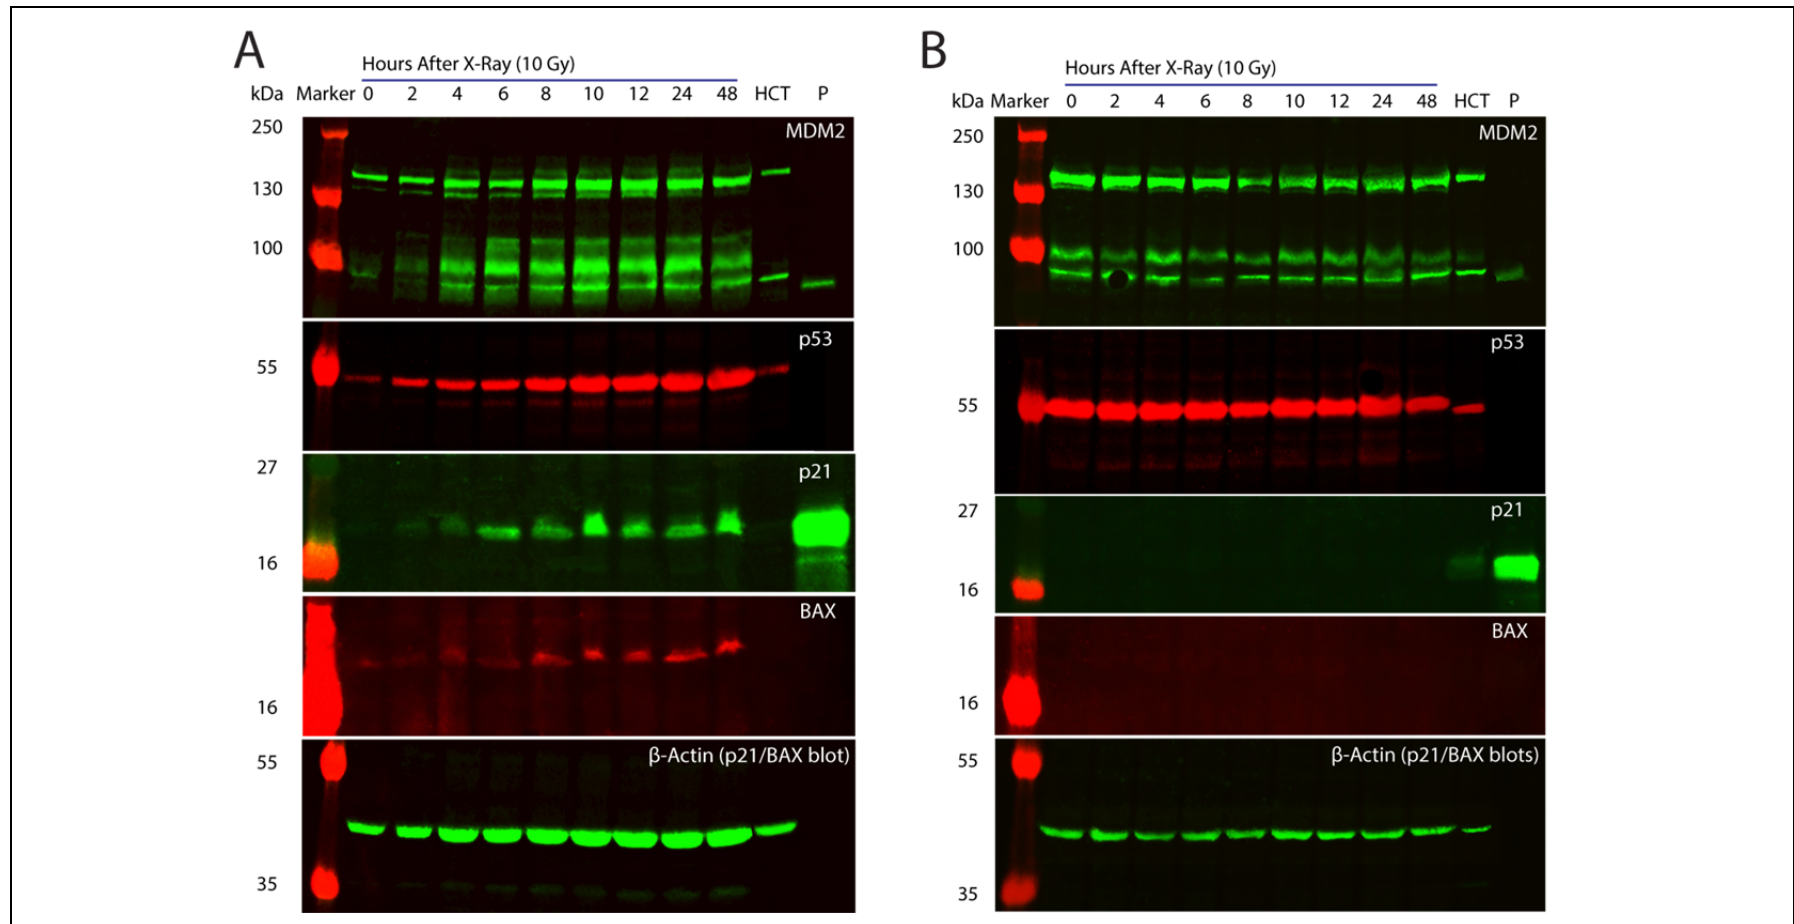 A
Hours After X-Ray (10 Gy)
kDa Marker 0 2 4 6 8 10 12 24 48 HCT P
250
MDM2
130
100
p53
55
27
p21
16
BAX
16
β-Actin (p21/BAX blot)
55
35
B
Hours After X-Ray (10 Gy)
kDa Marker 0 2 4 6 8 10 12 24 48 HCT P
250
MDM2
130
100
p53
55
27
p21
16
BAX
16
β-Actin (p21/BAX blots)
55
35